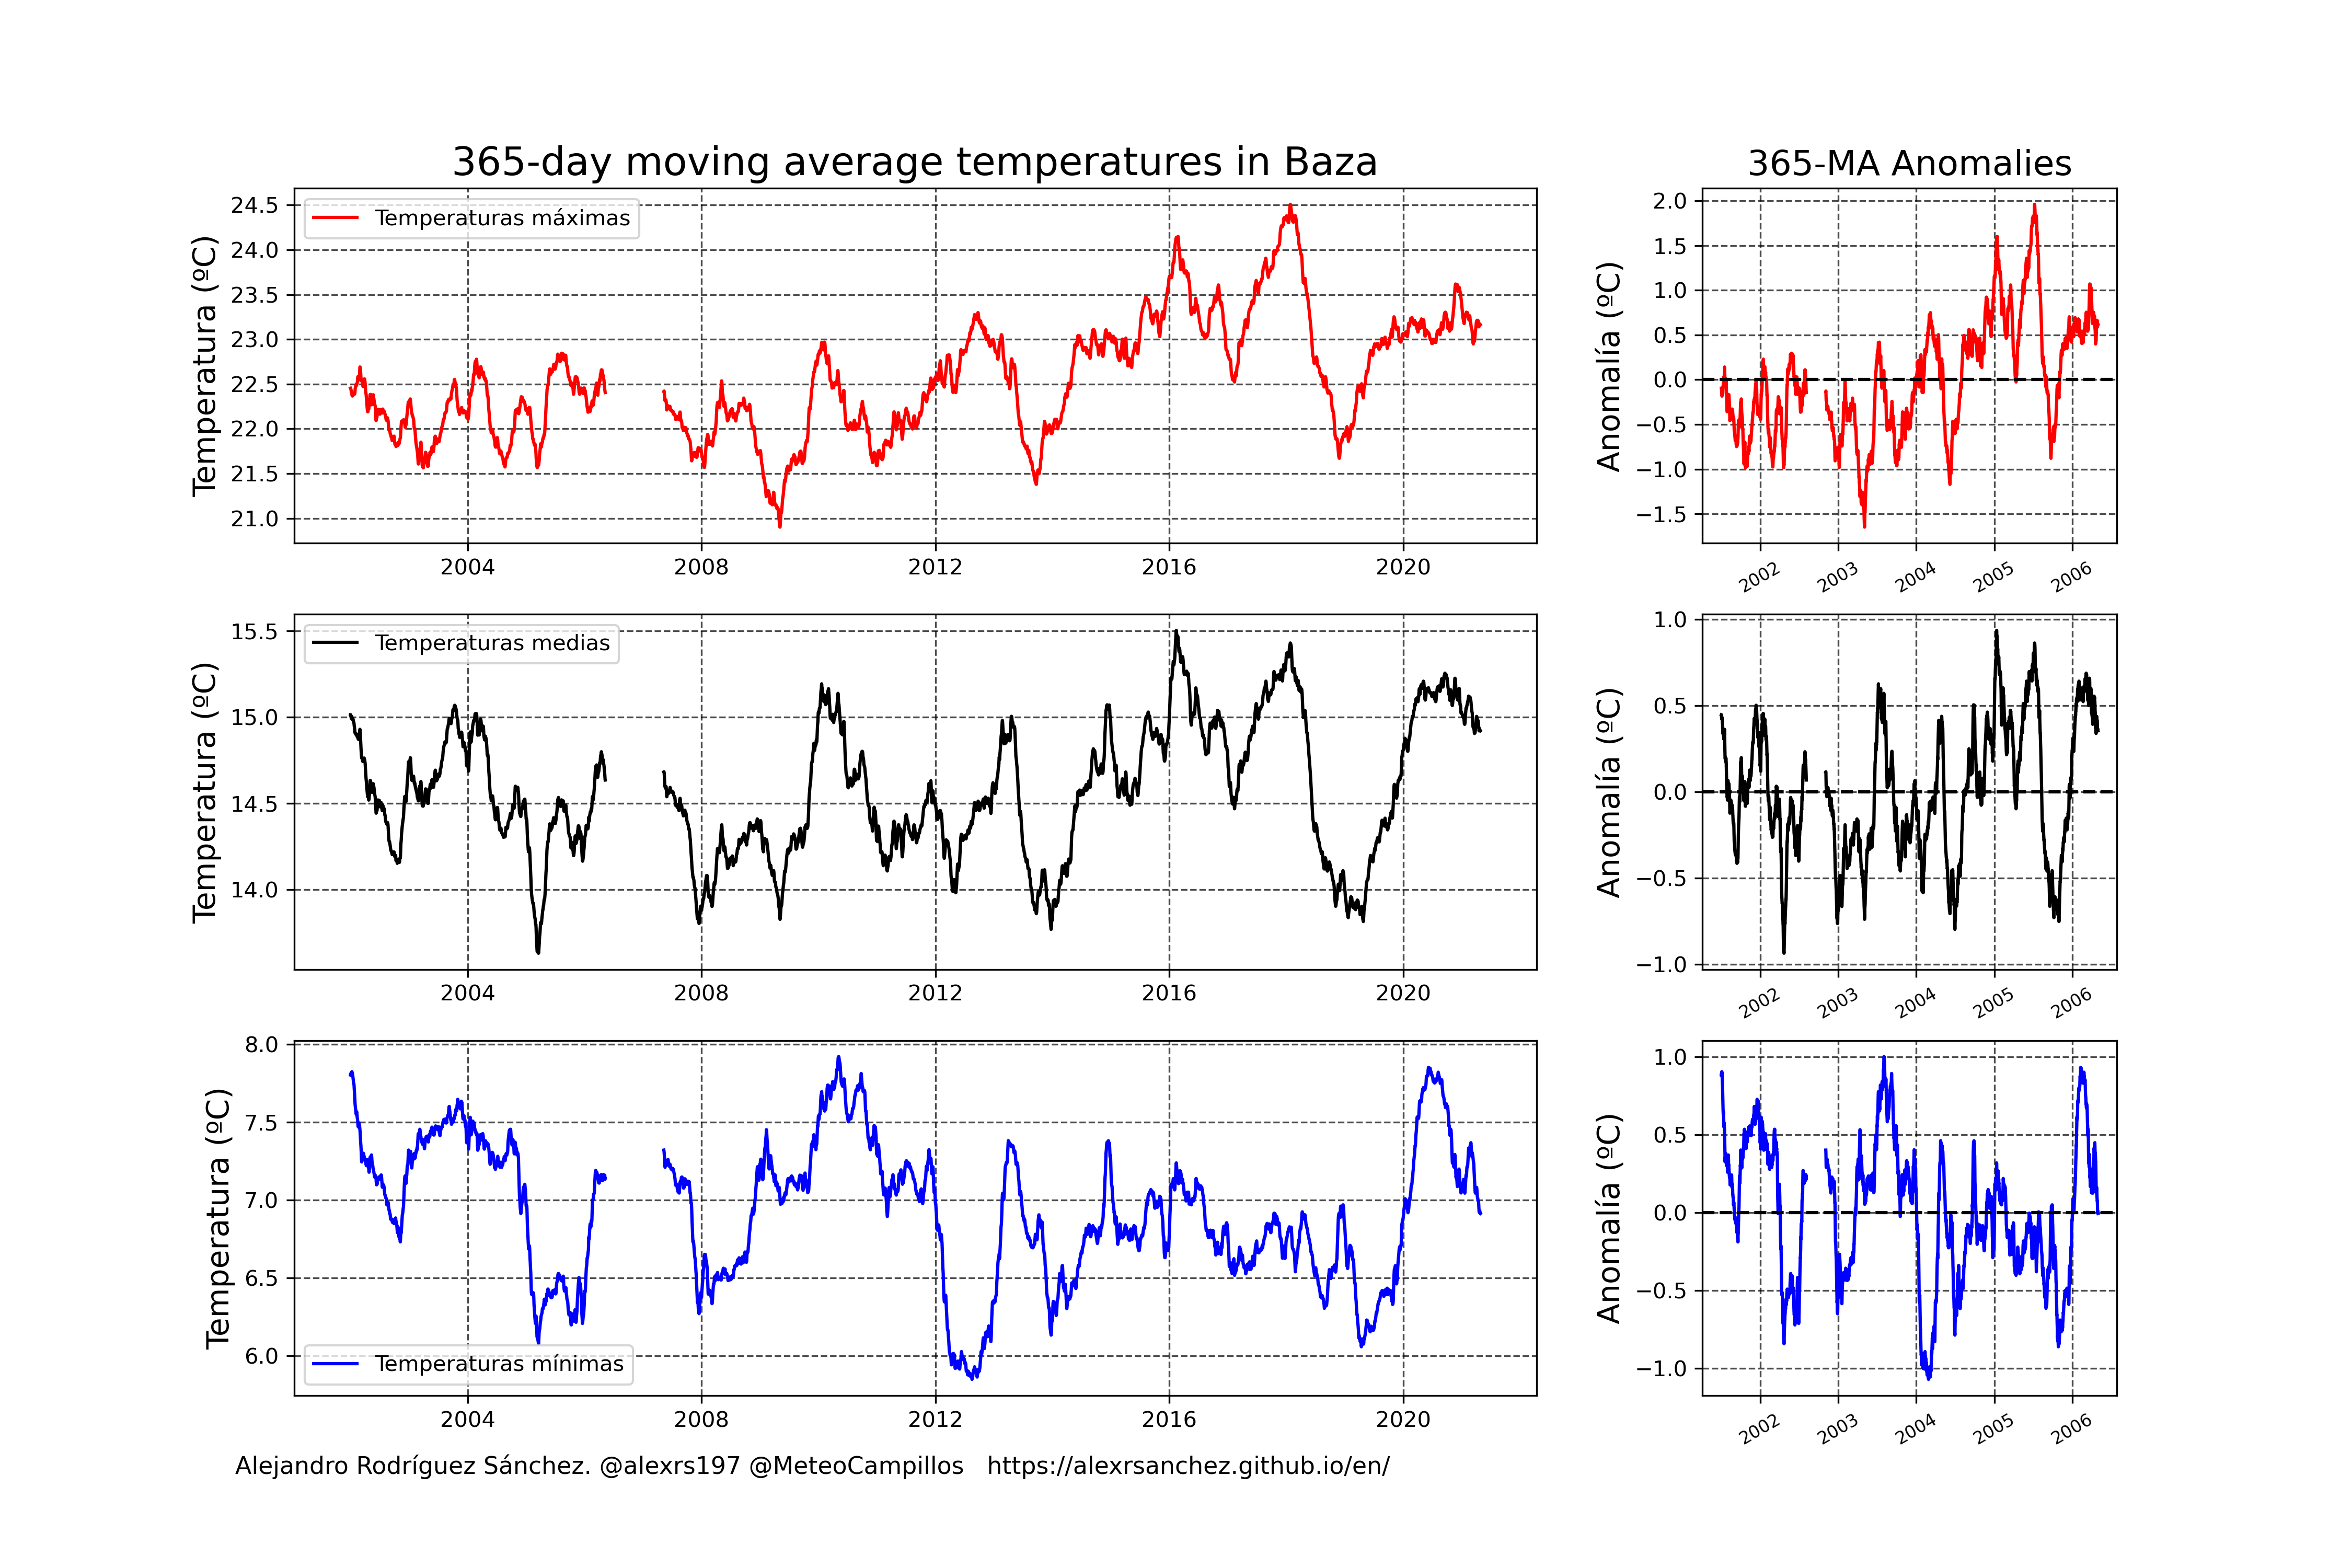 365-day moving average temperatures in Baza
Temperatura (ºC)
24.5
24.0
23.5
23.0
22.5
22.0
21.5
21.0
Temperaturas máximas
2004 2008 2012 2016 2020
365-MA Anomalies
Anomalía (ºC)
2.0
1.5
1.0
0.5
0.0
−0.5
−1.0
−1.5
2002 2003 2004 2005 2006
Temperatura (ºC)
15.5
15.0
14.5
14.0
Temperaturas medias
2004 2008 2012 2016 2020
Anomalía (ºC)
1.0
0.5
0.0
−0.5
−1.0
2002 2003 2004 2005 2006
Temperatura (ºC)
8.0
7.5
7.0
6.5
6.0
Temperaturas mínimas
2004 2008 2012 2016 2020
Anomalía (ºC)
1.0
0.5
0.0
−0.5
−1.0
2002 2003 2004 2005 2006
Alejandro Rodríguez Sánchez. @alexrs197 @MeteoCampillos https://alexrsanchez.github.io/en/